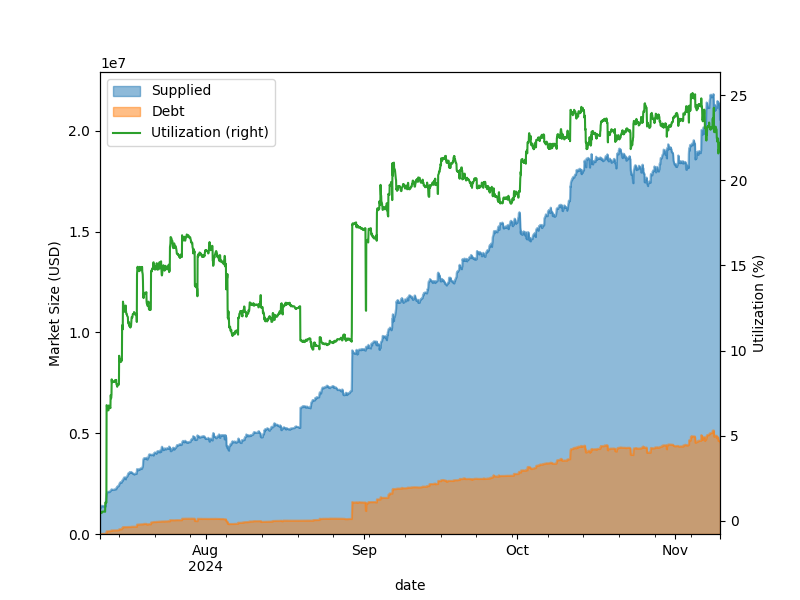 1e7
Supplied
Debt
Utilization (right)
Market Size (USD)
2.0
1.5
1.0
0.5
0.0
25
20
15
10
5
0
Utilization (%)
Aug
2024
Sep
Oct
Nov
date